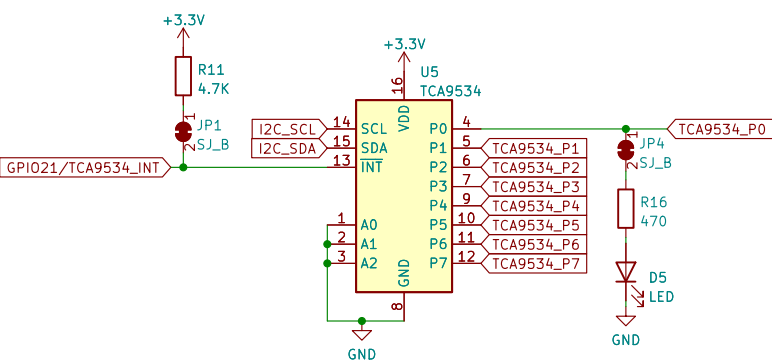 +3.3V
R11
4.7K
1
JP1
2
SJ_B
GPIO21/TCA9534_INT
+3.3V
U5
TCA9534
16
VDD
I2C_SCL
14
SCL
I2C_SDA
15
SDA
13
INT
1
A0
2
A1
3
A2
8
GND
P0
4
P1
5
TCA9534_P1
P2
6
TCA9534_P2
P3
7
TCA9534_P3
P4
9
TCA9534_P4
P5
10
TCA9534_P5
P6
11
TCA9534_P6
P7
12
TCA9534_P7
GND
TCA9534_P0
1
JP4
2
SJ_B
R16
470
D5
LED
GND